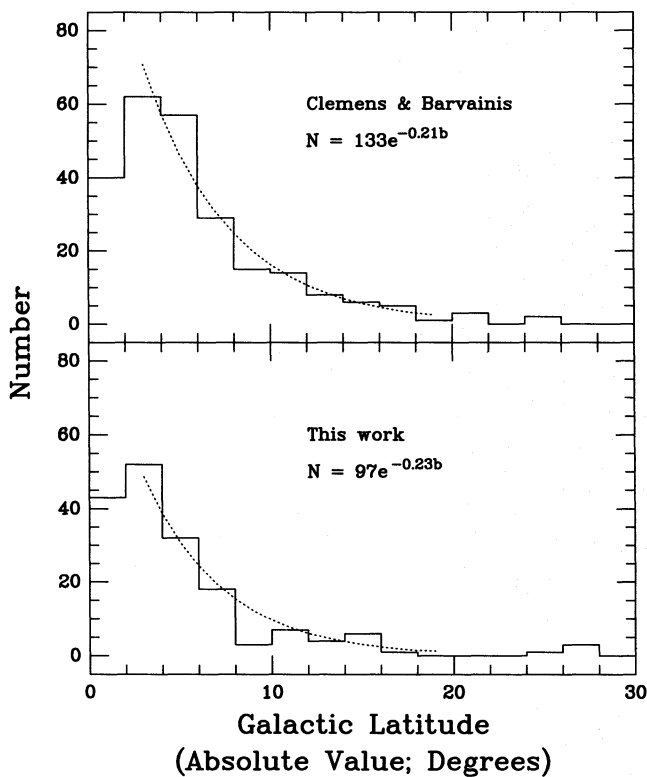 80
60
40
20
0
Clemens & Barvainis
N = 133e^-0.21b
80
60
40
20
0
This work
N = 97e^-0.23b
Number
0 10 20 30
Galactic Latitude
(Absolute Value; Degrees)